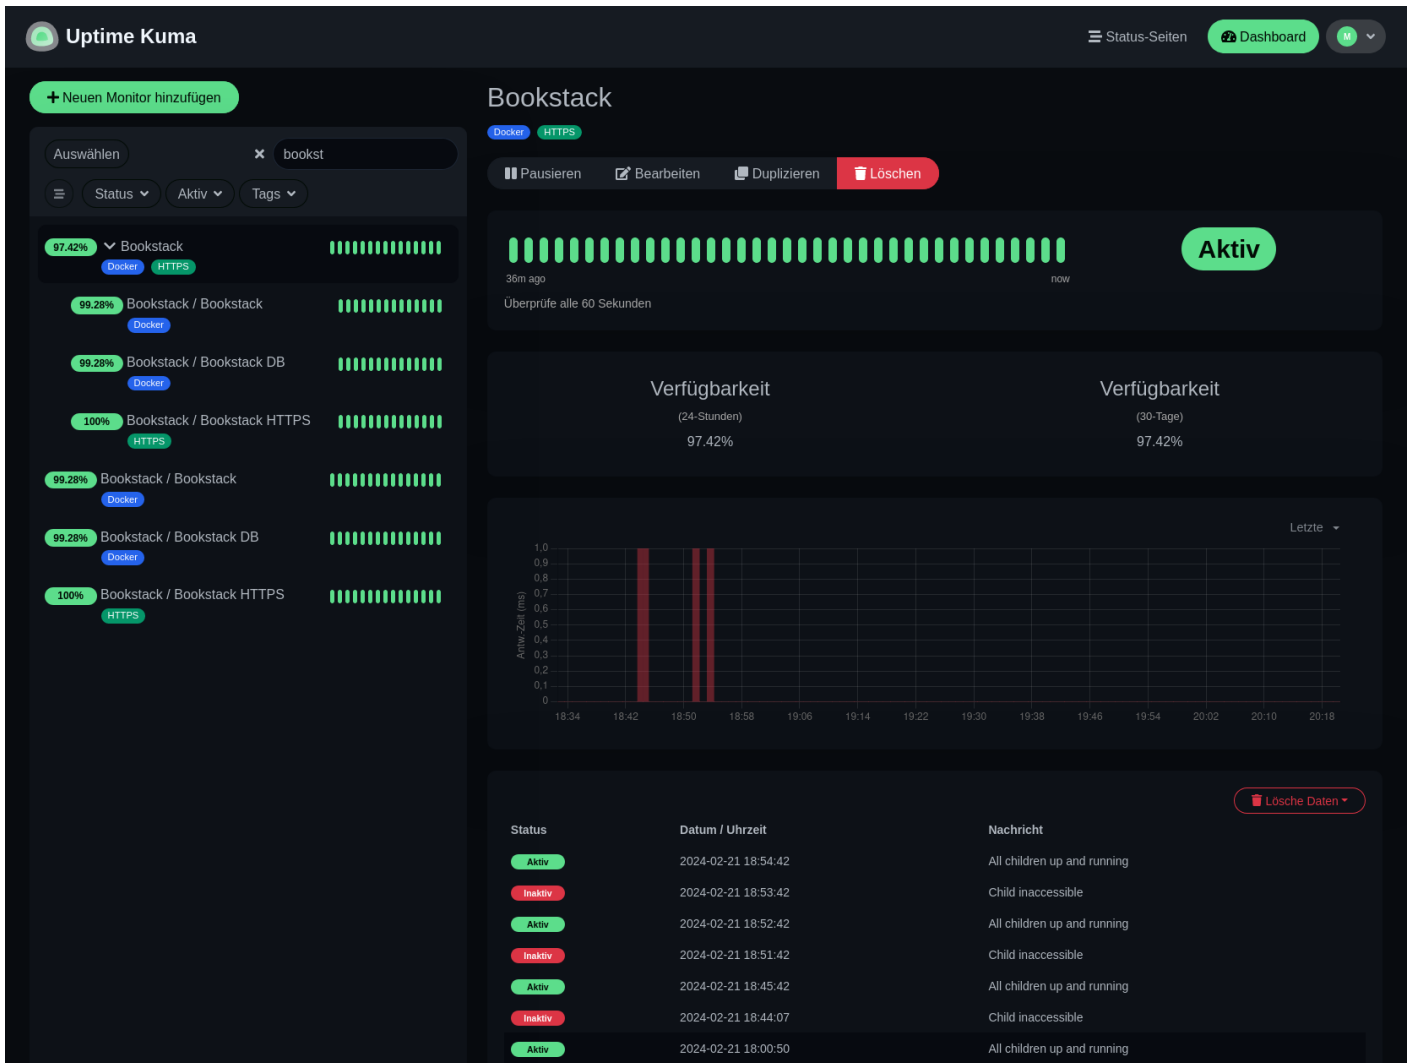 Uptime Kuma
Status-Seiten
Dashboard
M
Neuen Monitor hinzufügen
Auswählen
bookst
Status
Aktiv
Tags
97.42% Bookstack
Docker HTTPS
99.28% Bookstack / Bookstack
Docker
99.28% Bookstack / Bookstack DB
Docker
100% Bookstack / Bookstack HTTPS
HTTPS
99.28% Bookstack / Bookstack
Docker
99.28% Bookstack / Bookstack DB
Docker
100% Bookstack / Bookstack HTTPS
HTTPS
Bookstack
Docker HTTPS
Pausieren Bearbeiten Duplizieren Löschen
36m ago now
Überprüfe alle 60 Sekunden
Aktiv
Verfügbarkeit
(24-Stunden)
97.42%
Verfügbarkeit
(30-Tage)
97.42%
Letzte
Antw.-Zeit (ms)
1,0
0,9
0,8
0,7
0,6
0,5
0,4
0,3
0,2
0,1
0
18:34 18:42 18:50 18:58 19:06 19:14 19:22 19:30 19:38 19:46 19:54 20:02 20:10 20:18
Lösche Daten
Status Datum / Uhrzeit Nachricht
Aktiv 2024-02-21 18:54:42 All children up and running
Inaktiv 2024-02-21 18:53:42 Child inaccessible
Aktiv 2024-02-21 18:52:42 All children up and running
Inaktiv 2024-02-21 18:51:42 Child inaccessible
Aktiv 2024-02-21 18:45:42 All children up and running
Inaktiv 2024-02-21 18:44:07 Child inaccessible
Aktiv 2024-02-21 18:00:50 All children up and running